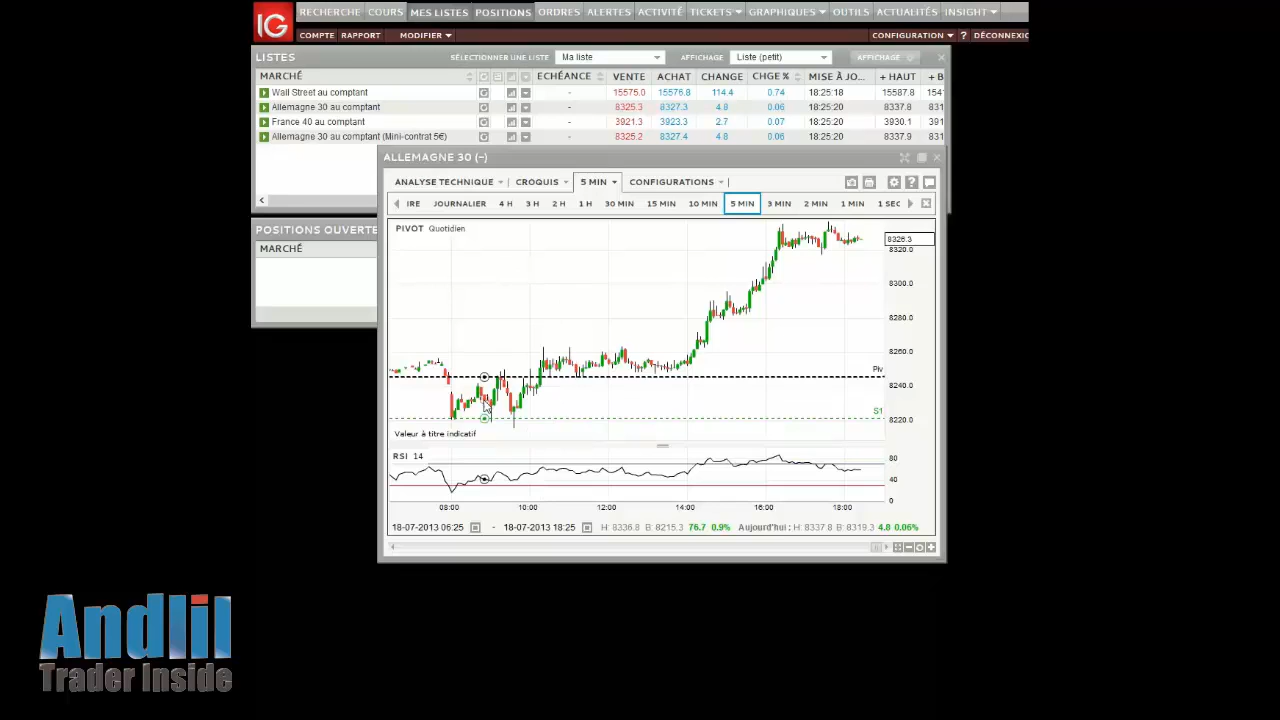 IG
RECHERCHE COURS MES LISTES POSITIONS ORDRES ALERTES ACTIVITÉ TICKETS GRAPHIQUES OUTILS ACTUALITÉS INSIGHT
COMPTE RAPPORT MODIFIER CONFIGURATION ? DÉCONNEXIO
LISTES SÉLECTIONNER UNE LISTE Ma liste AFFICHAGE Liste (petit) AFFICHAGE
MARCHÉ ECHÉANCE VENTE ACHAT CHANGE CHGE % MISE À JO... + HAUT + B
Wall Street au comptant - 15575.0 15576.8 114.4 0.74 18:25:18 15587.8 154
Allemagne 30 au comptant - 8325.3 8327.3 4.8 0.06 18:25:20 8337.8 831
France 40 au comptant - 3921.3 3923.3 2.7 0.07 18:25:20 3930.1 391
Allemagne 30 au comptant (Mini-contrat 5€) - 8325.2 8327.4 4.8 0.06 18:25:20 8337.9 831
POSITIONS OUVERTE
MARCHÉ
ALLEMAGNE 30 (–)
ANALYSE TECHNIQUE CROQUIS 5 MIN CONFIGURATIONS
IRE JOURNALIER 4 H 3 H 2 H 1 H 30 MIN 15 MIN 10 MIN 5 MIN 3 MIN 2 MIN 1 MIN 1 SEC
PIVOT Quotidien
8326.3
8320.0
8300.0
8280.0
8260.0
Piv
8240.0
S1
8220.0
Valeur à titre indicatif
RSI 14
80
40
0
08:00 10:00 12:00 14:00 16:00 18:00
18-07-2013 06:25 - 18-07-2013 18:25 H: 8336.8 B: 8215.3 76.7 0.9% Aujourd'hui: H: 8337.8 B: 8319.3 4.8 0.06%
Andlil
Trader Inside